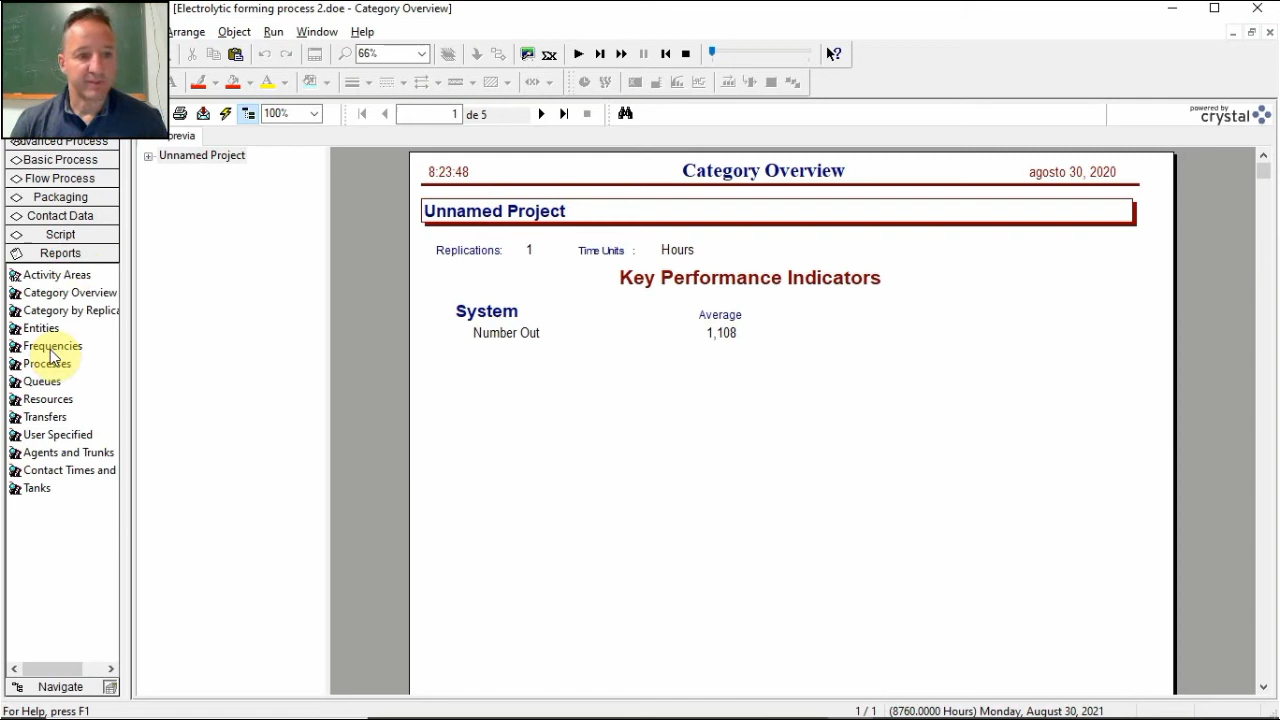 [Electrolytic forming process 2.doe - Category Overview]
Arrange Object Run Window Help
66%
100%
1 de 5
powered by
crystal
previa
Advanced Process
Basic Process
Flow Process
Packaging
Contact Data
Script
Reports
Activity Areas
Category Overview
Category by Replica
Entities
Frequencies
Processes
Queues
Resources
Transfers
User Specified
Agents and Trunks
Contact Times and
Tanks
Navigate
Unnamed Project
8:23:48 Category Overview agosto 30, 2020
Unnamed Project
Replications: 1 Time Units : Hours
Key Performance Indicators
System Average
Number Out 1,108
For Help, press F1 1 / 1 (8760.0000 Hours) Monday, August 30, 2021